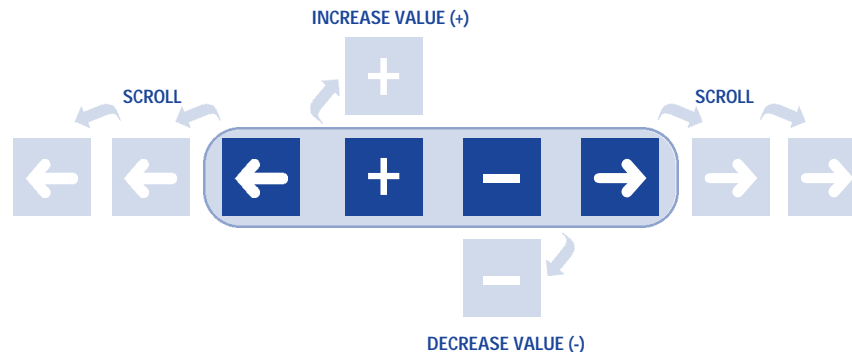 INCREASE VALUE (+)
SCROLL
SCROLL
DECREASE VALUE (-)